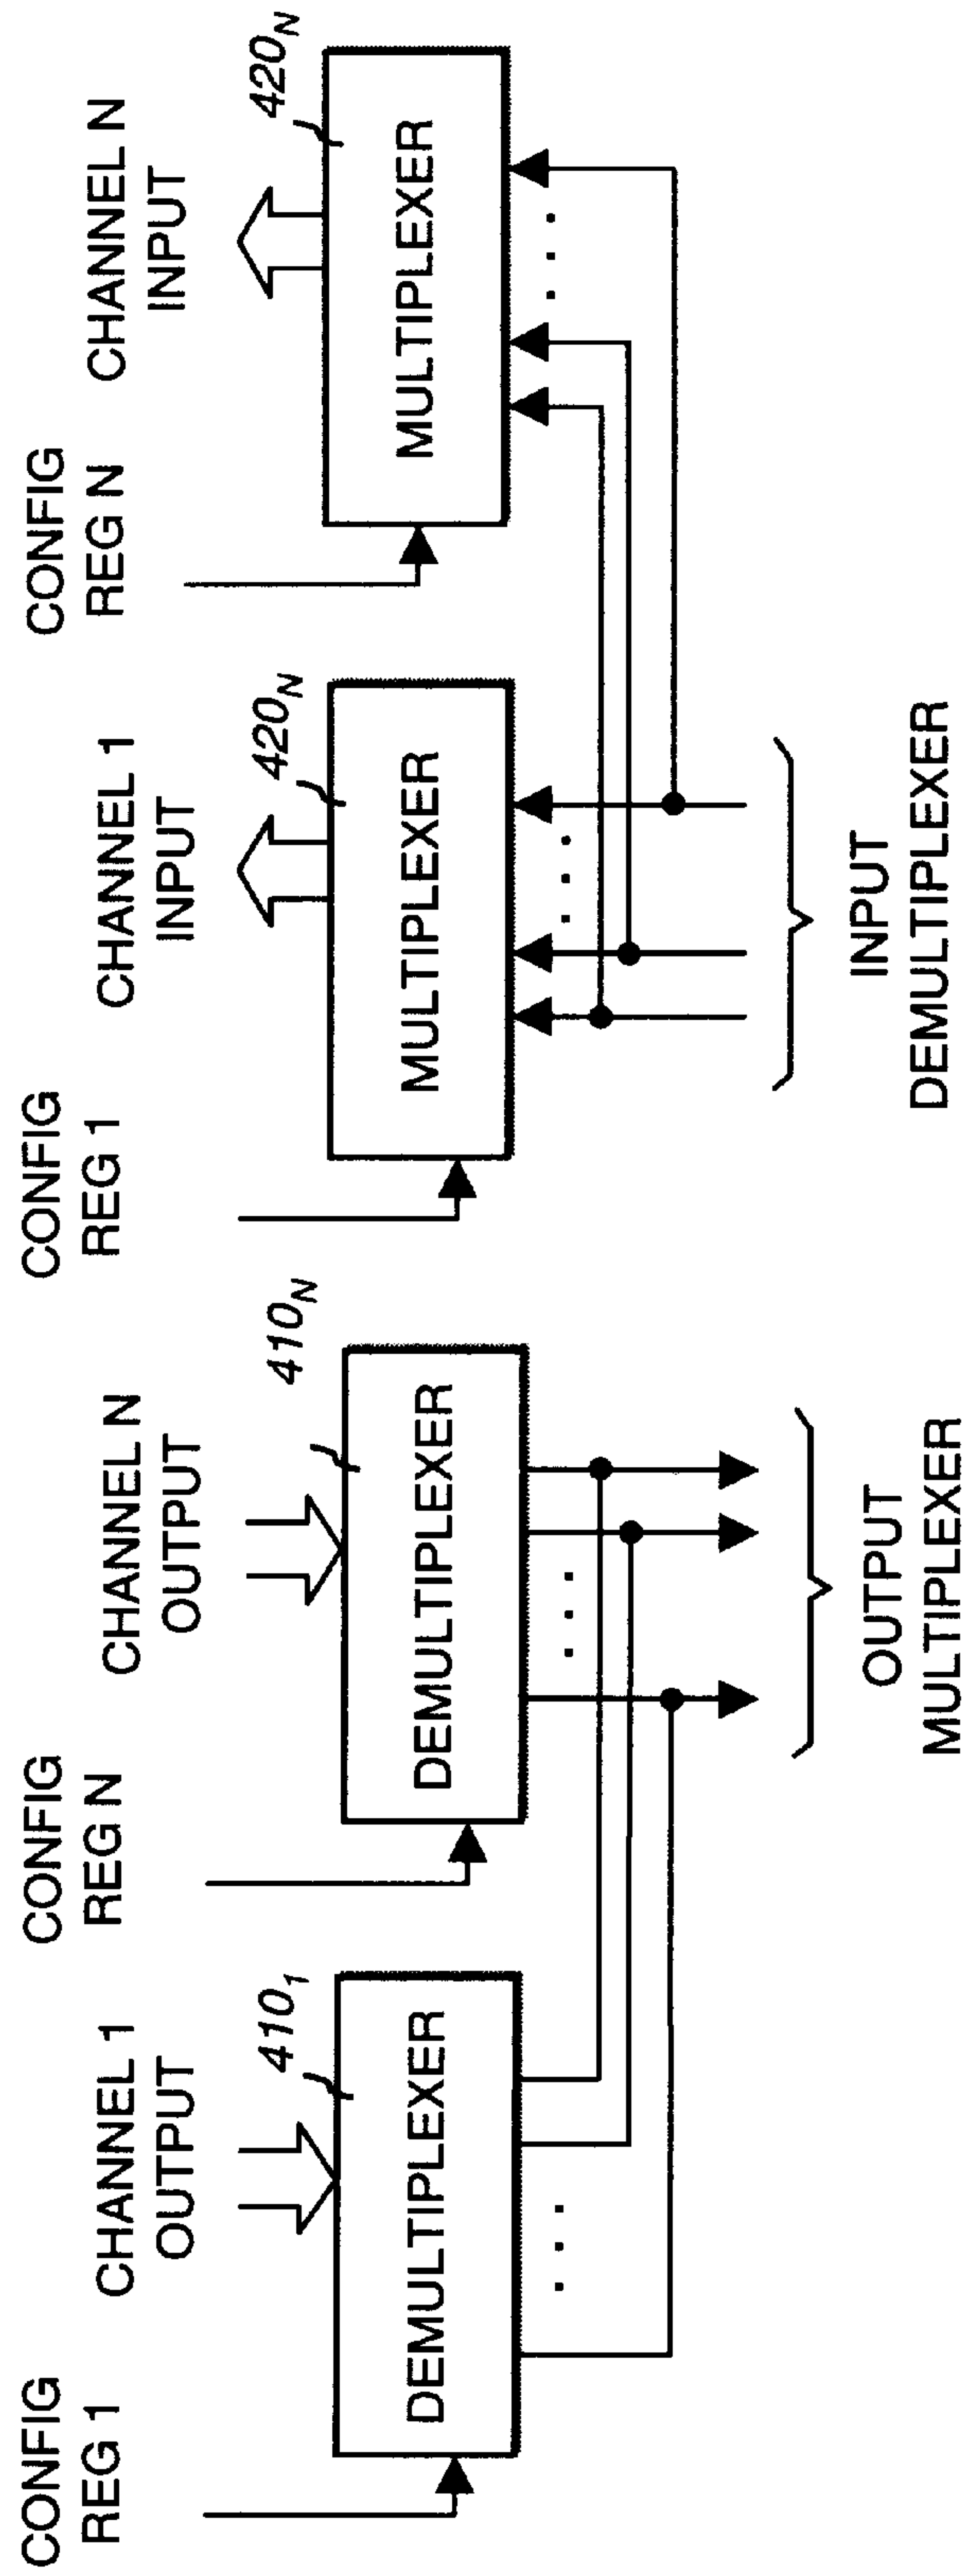 CONFIG
REG 1
CHANNEL 1
OUTPUT
410₁
DEMULTIPLEXER
CONFIG
REG N
CHANNEL N
OUTPUT
410N
DEMULTIPLEXER
OUTPUT
MULTIPLEXER
CONFIG
REG 1
CHANNEL 1
INPUT
420N
MULTIPLEXER
CONFIG
REG N
CHANNEL N
INPUT
420N
MULTIPLEXER
INPUT
DEMULTIPLEXER